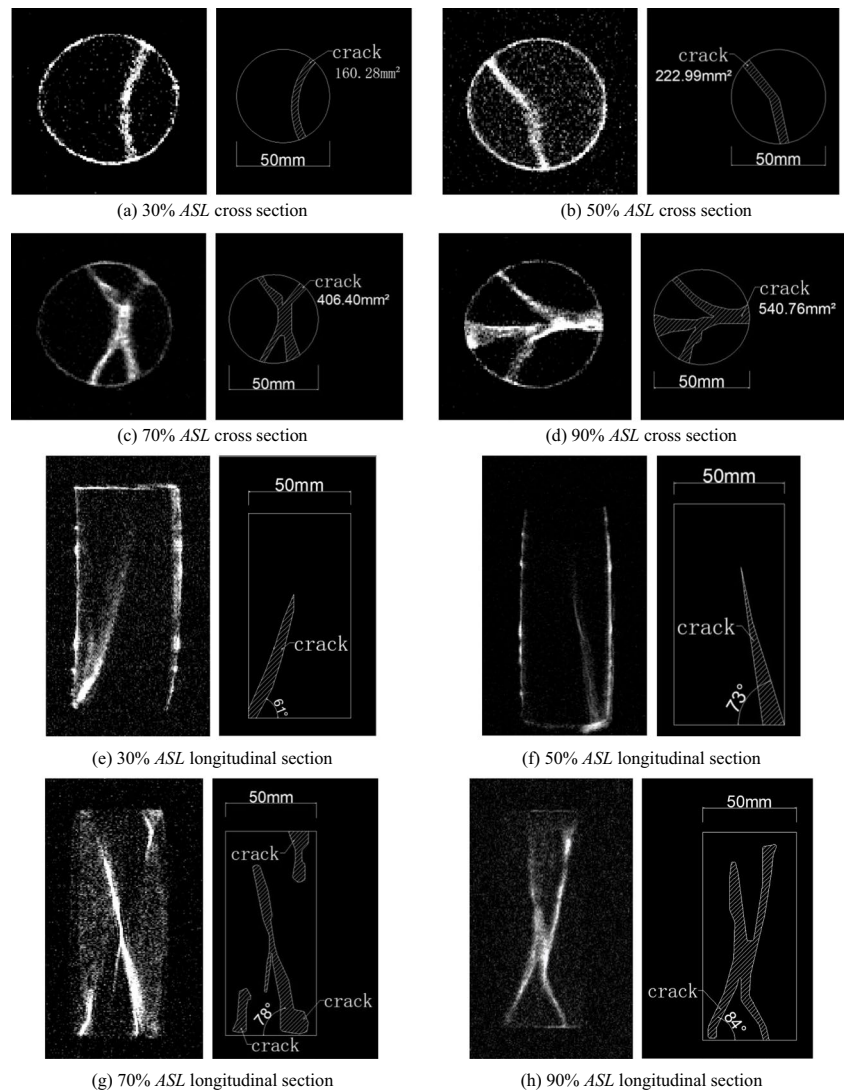 crack
160.28mm²
50mm
crack
222.99mm²
50mm
(a) 30% ASL cross section
(b) 50% ASL cross section
crack
406.40mm²
50mm
crack
540.76mm²
50mm
(c) 70% ASL cross section
(d) 90% ASL cross section
50mm
crack
61°
50mm
crack
73°
(e) 30% ASL longitudinal section
(f) 50% ASL longitudinal section
50mm
crack
78°
crack
crack
50mm
crack
84°
(g) 70% ASL longitudinal section
(h) 90% ASL longitudinal section